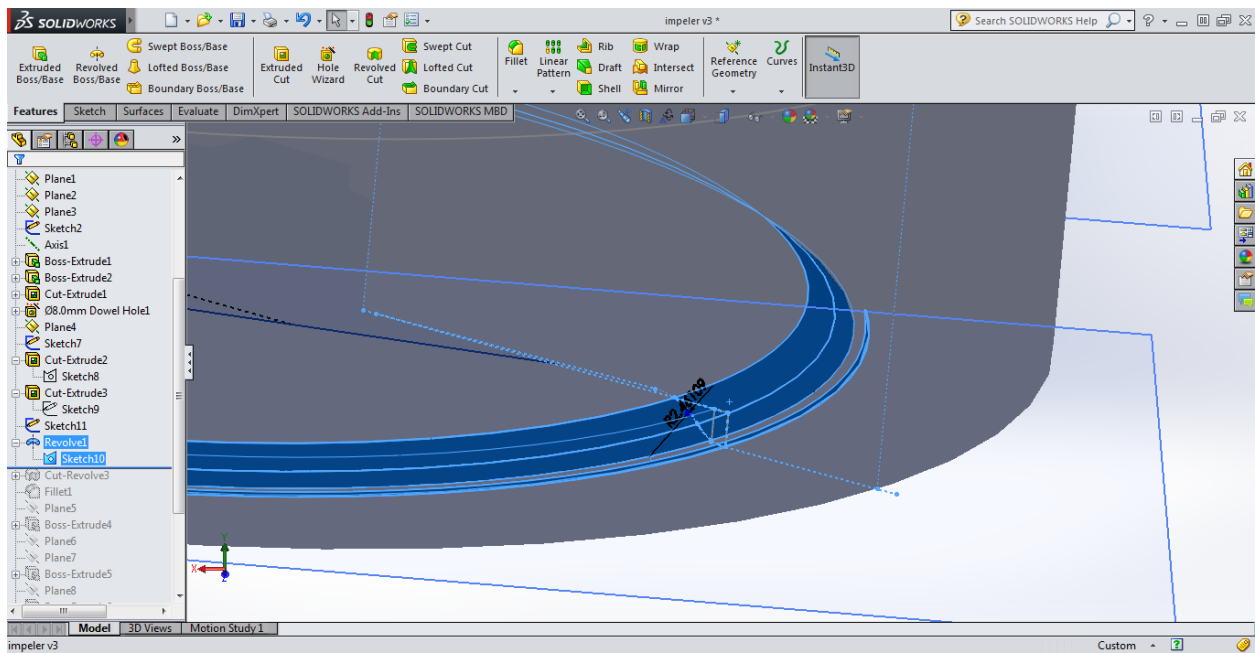 SOLIDWORKS
impeler v3 *
Search SOLIDWORKS Help
Extruded Boss/Base
Revolved Boss/Base
Swept Boss/Base
Lofted Boss/Base
Boundary Boss/Base
Extruded Cut
Hole Wizard
Revolved Cut
Swept Cut
Lofted Cut
Boundary Cut
Fillet
Linear Pattern
Rib
Draft
Shell
Wrap
Intersect
Mirror
Reference Geometry
Curves
Instant3D
Features
Sketch
Surfaces
Evaluate
DimXpert
SOLIDWORKS Add-Ins
SOLIDWORKS MBD
Plane1
Plane2
Plane3
Sketch2
Axis1
Boss-Extrude1
Boss-Extrude2
Cut-Extrude1
Ø8.0mm Dowel Hole1
Plane4
Sketch7
Cut-Extrude2
Sketch8
Cut-Extrude3
Sketch9
Sketch11
Revolve1
Sketch10
Cut-Revolve3
Fillet1
Plane5
Boss-Extrude4
Plane6
Plane7
Boss-Extrude5
Plane8
Y
X
Z
Model
3D Views
Motion Study 1
impeler v3
Custom